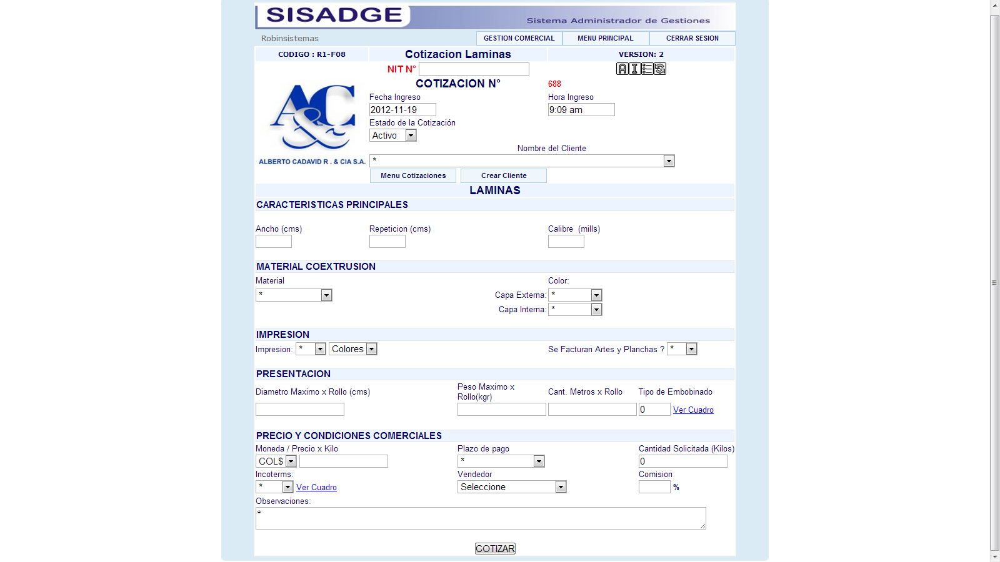 SISADGE
Sistema Administrador de Gestiones
Robinsistemas
GESTION COMERCIAL
MENU PRINCIPAL
CERRAR SESION
CODIGO : R1-F08
Cotizacion Laminas
VERSION: 2
NIT N°
A I
COTIZACION N°
688
Fecha Ingreso
Hora Ingreso
2012-11-19
9:09 am
Estado de la Cotización
Activo
A&C
ALBERTO CADAVID R . & CIA S.A.
Nombre del Cliente
*
Menu Cotizaciones
Crear Cliente
LAMINAS
CARACTERISTICAS PRINCIPALES
Ancho (cms)
Repeticion (cms)
Calibre (mills)
MATERIAL COEXTRUSION
Material
Color:
*
Capa Externa: *
Capa Interna: *
IMPRESION
Impresion: * Colores
Se Facturan Artes y Planchas ? *
PRESENTACION
Diametro Maximo x Rollo (cms)
Peso Maximo x
Rollo(kgr)
Cant. Metros x Rollo
Tipo de Embobinado
0 Ver Cuadro
PRECIO Y CONDICIONES COMERCIALES
Moneda / Precio x Kilo
Plazo de pago
Cantidad Solicitada (Kilos)
COL$
*
0
Incoterms:
Vendedor
Comision
* Ver Cuadro
Seleccione
%
Observaciones:
*
COTIZAR